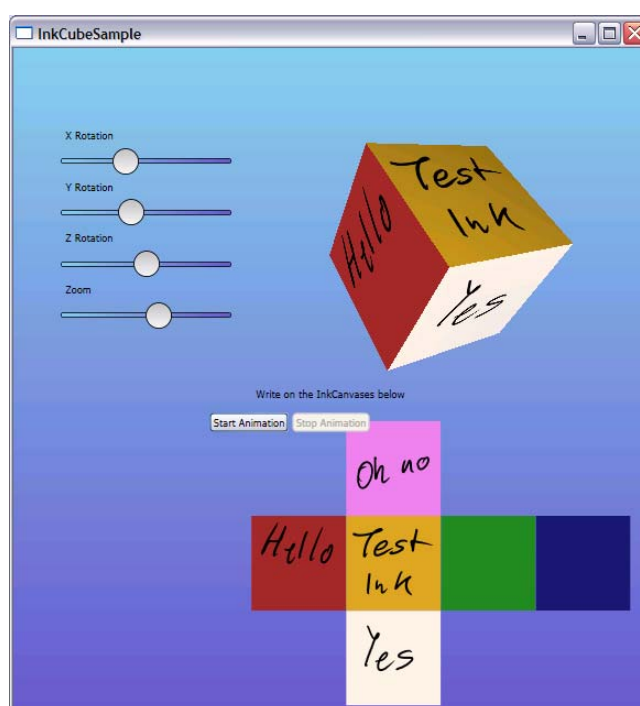 InkCubeSample
X Rotation
Y Rotation
Z Rotation
Zoom
Test
Ink
Hello
Yes
Write on the InkCanvases below
Start Animation
Stop Animation
Oh no
Hello
Test
Ink
Yes